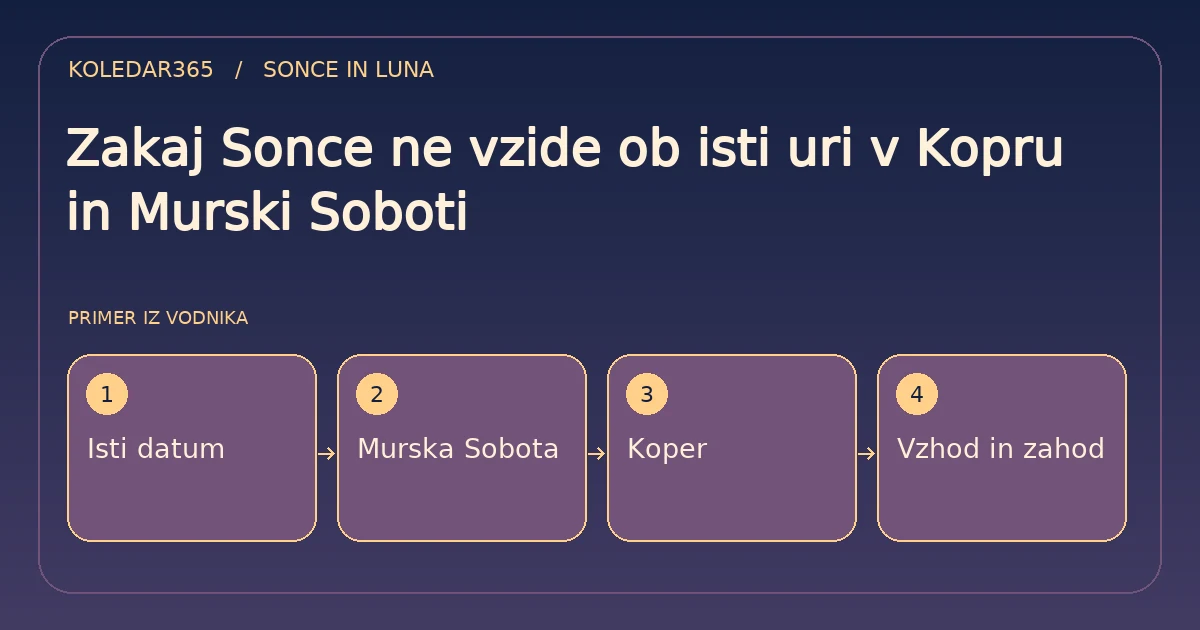 KOLEDAR365 / SONCE IN LUNA
Zakaj Sonce ne vzide ob isti uri v Kopru
in Murski Soboti
PRIMER IZ VODNIKA
1
Isti datum
→
2
Murska Sobota
→
3
Koper
→
4
Vzhod in zahod